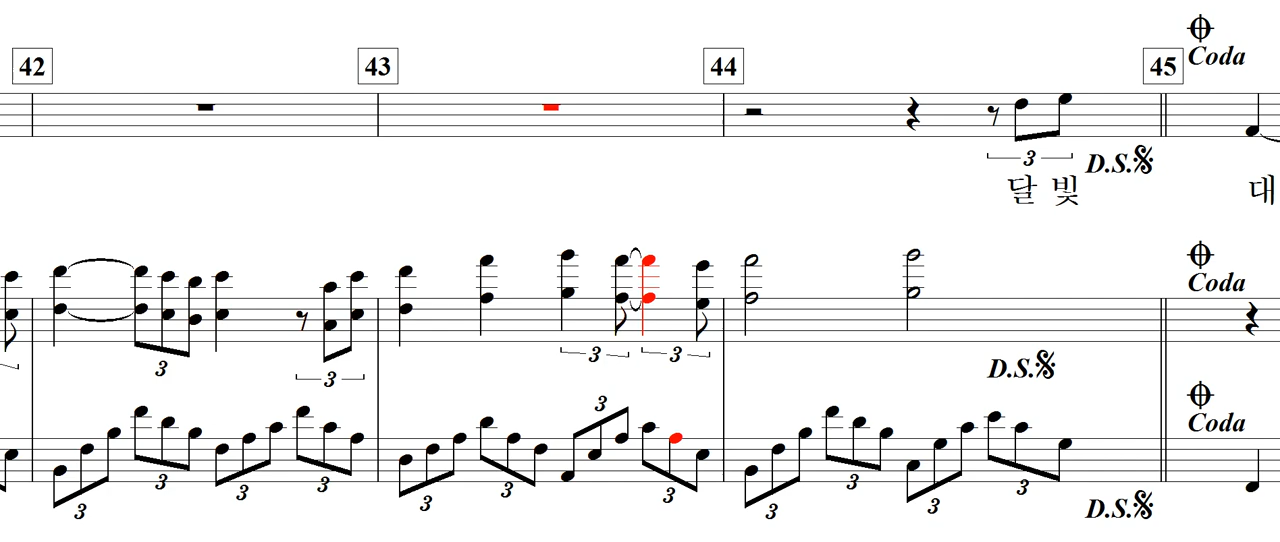 Coda
42 43 44 45
3
D.S.
달 빛 대
Coda
3 3 3 3
D.S.
Coda
3 3 3 3 3 3 3 3 3 3 3 3
D.S.